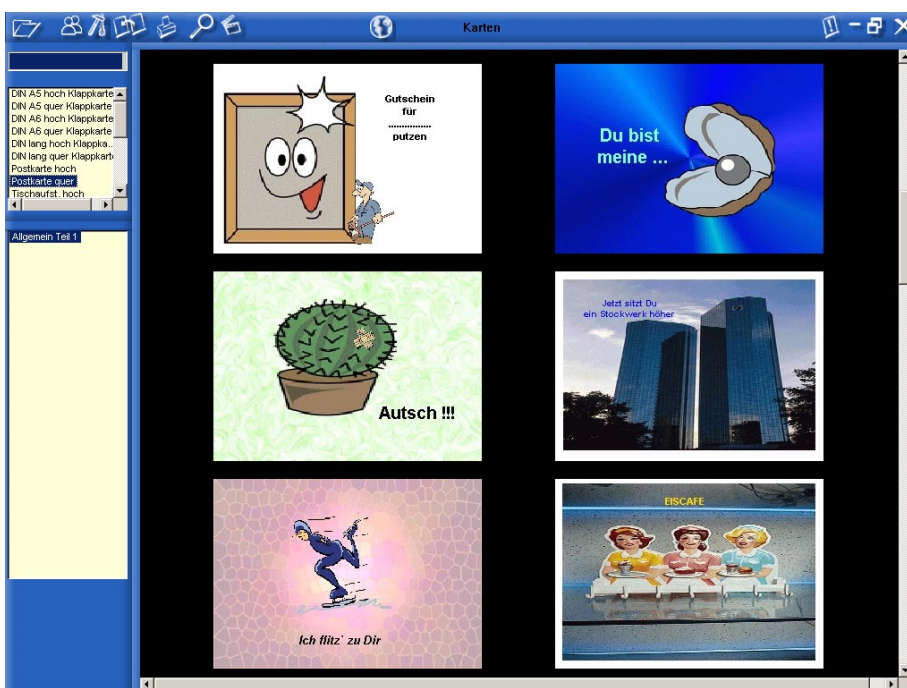 Karten
DIN A5 hoch Klappkarte
DIN A5 quer Klappkarte
DIN A6 hoch Klappkarte
DIN A6 quer Klappkarte
DIN lang hoch Klappka...
DIN lang quer Klappkart
Postkarte hoch
Postkarte quer
Tischaufst. hoch
Allgemein Teil 1
Gutschein
für
...............
putzen
Du bist
meine ...
Autsch !!!
Jetzt sitzt Du
ein Stockwerk höher
Ich flitz` zu Dir
EISCAFE